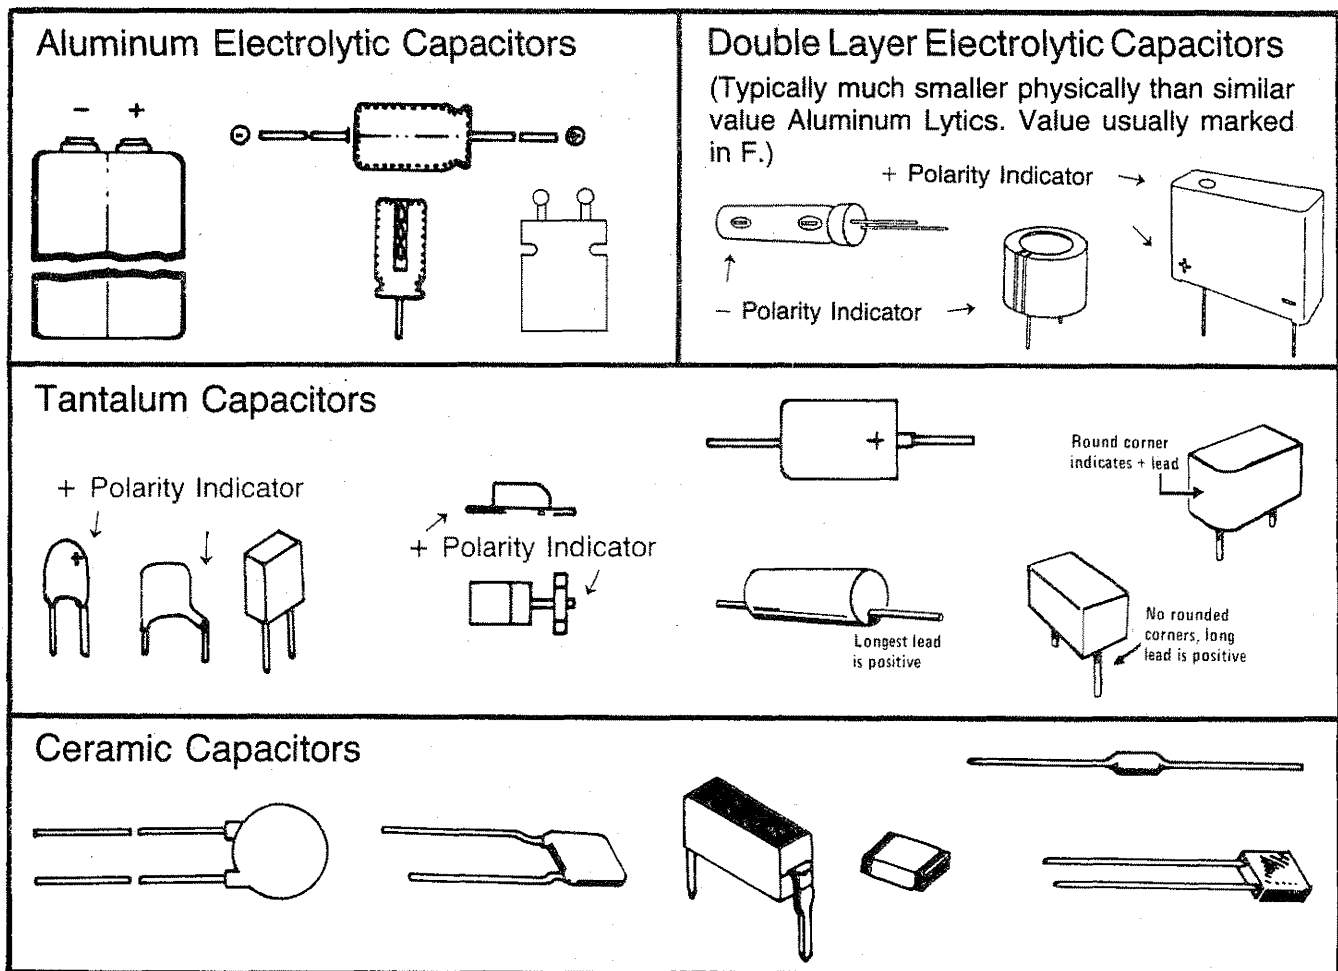 Aluminum Electrolytic Capacitors
- +
- +
Double Layer Electrolytic Capacitors
(Typically much smaller physically than similar
value Aluminum Lytics. Value usually marked
in F.)
+ Polarity Indicator
+
-
- Polarity Indicator
Tantalum Capacitors
+ Polarity Indicator
+
+ Polarity Indicator
+
Longest lead
is positive
Round corner
indicates + lead
No rounded
corners, long
lead is positive
Ceramic Capacitors